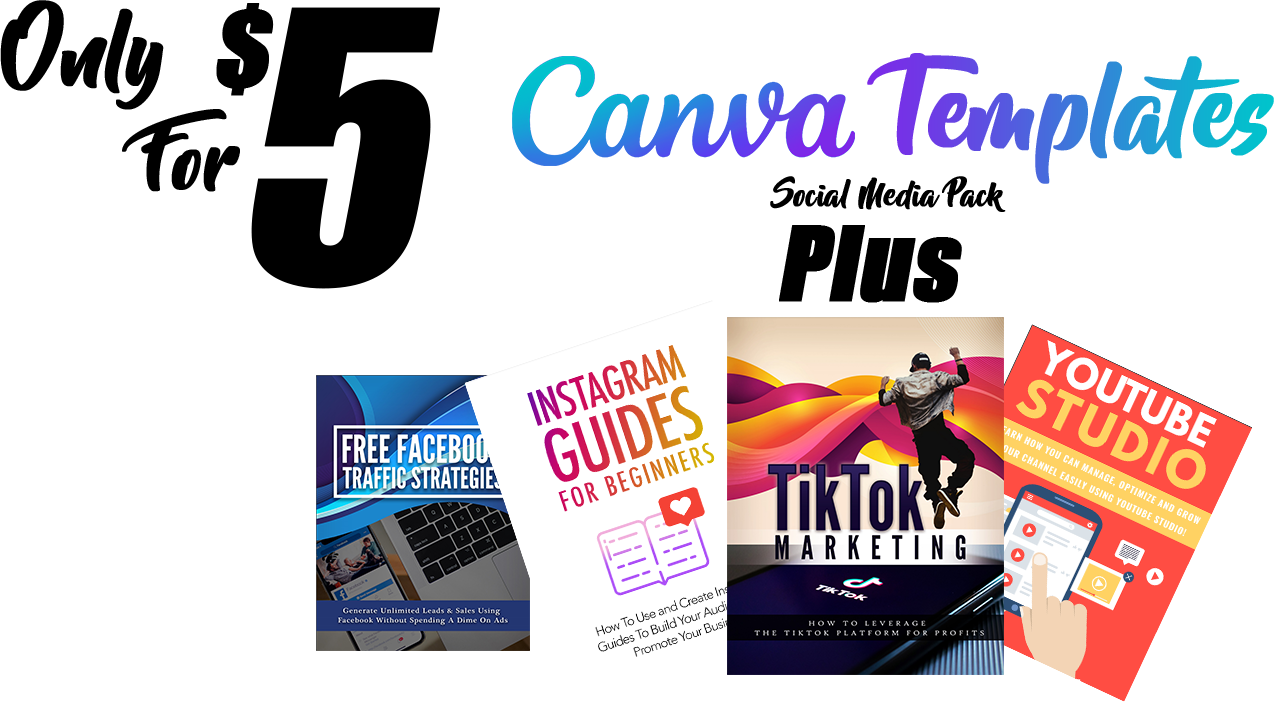 Only
For
$5
Canva Templates
Social Media Pack
Plus
FREE FACEBOO
TRAFFIC STRATEGIES
Generate Unlimited Leads & Sales Using
Facebook Without Spending A Dime On Ads
INSTAGRAM
GUIDES
FOR BEGINNERS
How To Use and Create Ins
Guides To Build Your Audi
Promote Your Busi
TikTok
MARKETING
TikTok
HOW TO LEVERAGE
THE TIKTOK PLATFORM FOR PROFITS
YOUTUBE
STUDIO
EARN HOW YOU CAN MANAGE, OPTIMIZE AND GROW
OUR CHANNEL EASILY USING YOUTUBE STUDIO!